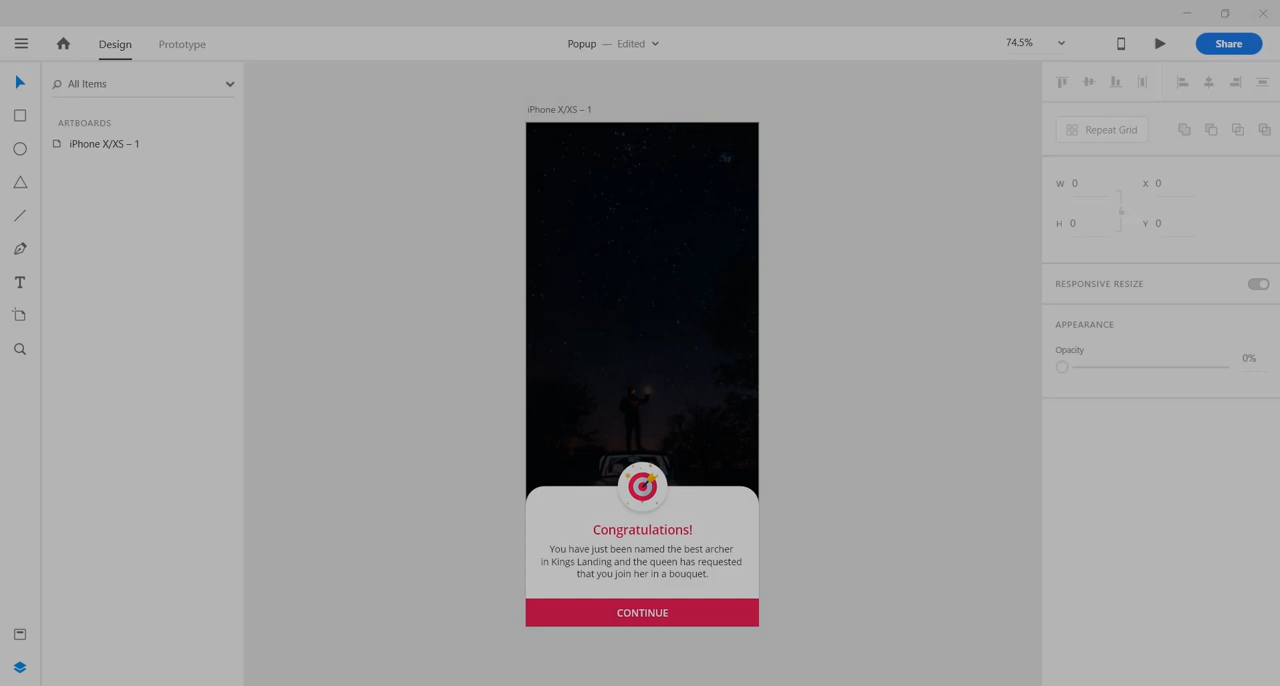 Design
Prototype
Popup — Edited
74.5%
Share
All Items
ARTBOARDS
iPhone X/XS – 1
iPhone X/XS – 1
Congratulations!
You have just been named the best archer
in Kings Landing and the queen has requested
that you join her in a bouquet.
CONTINUE
Repeat Grid
W 0
X 0
H 0
Y 0
RESPONSIVE RESIZE
APPEARANCE
Opacity
0%